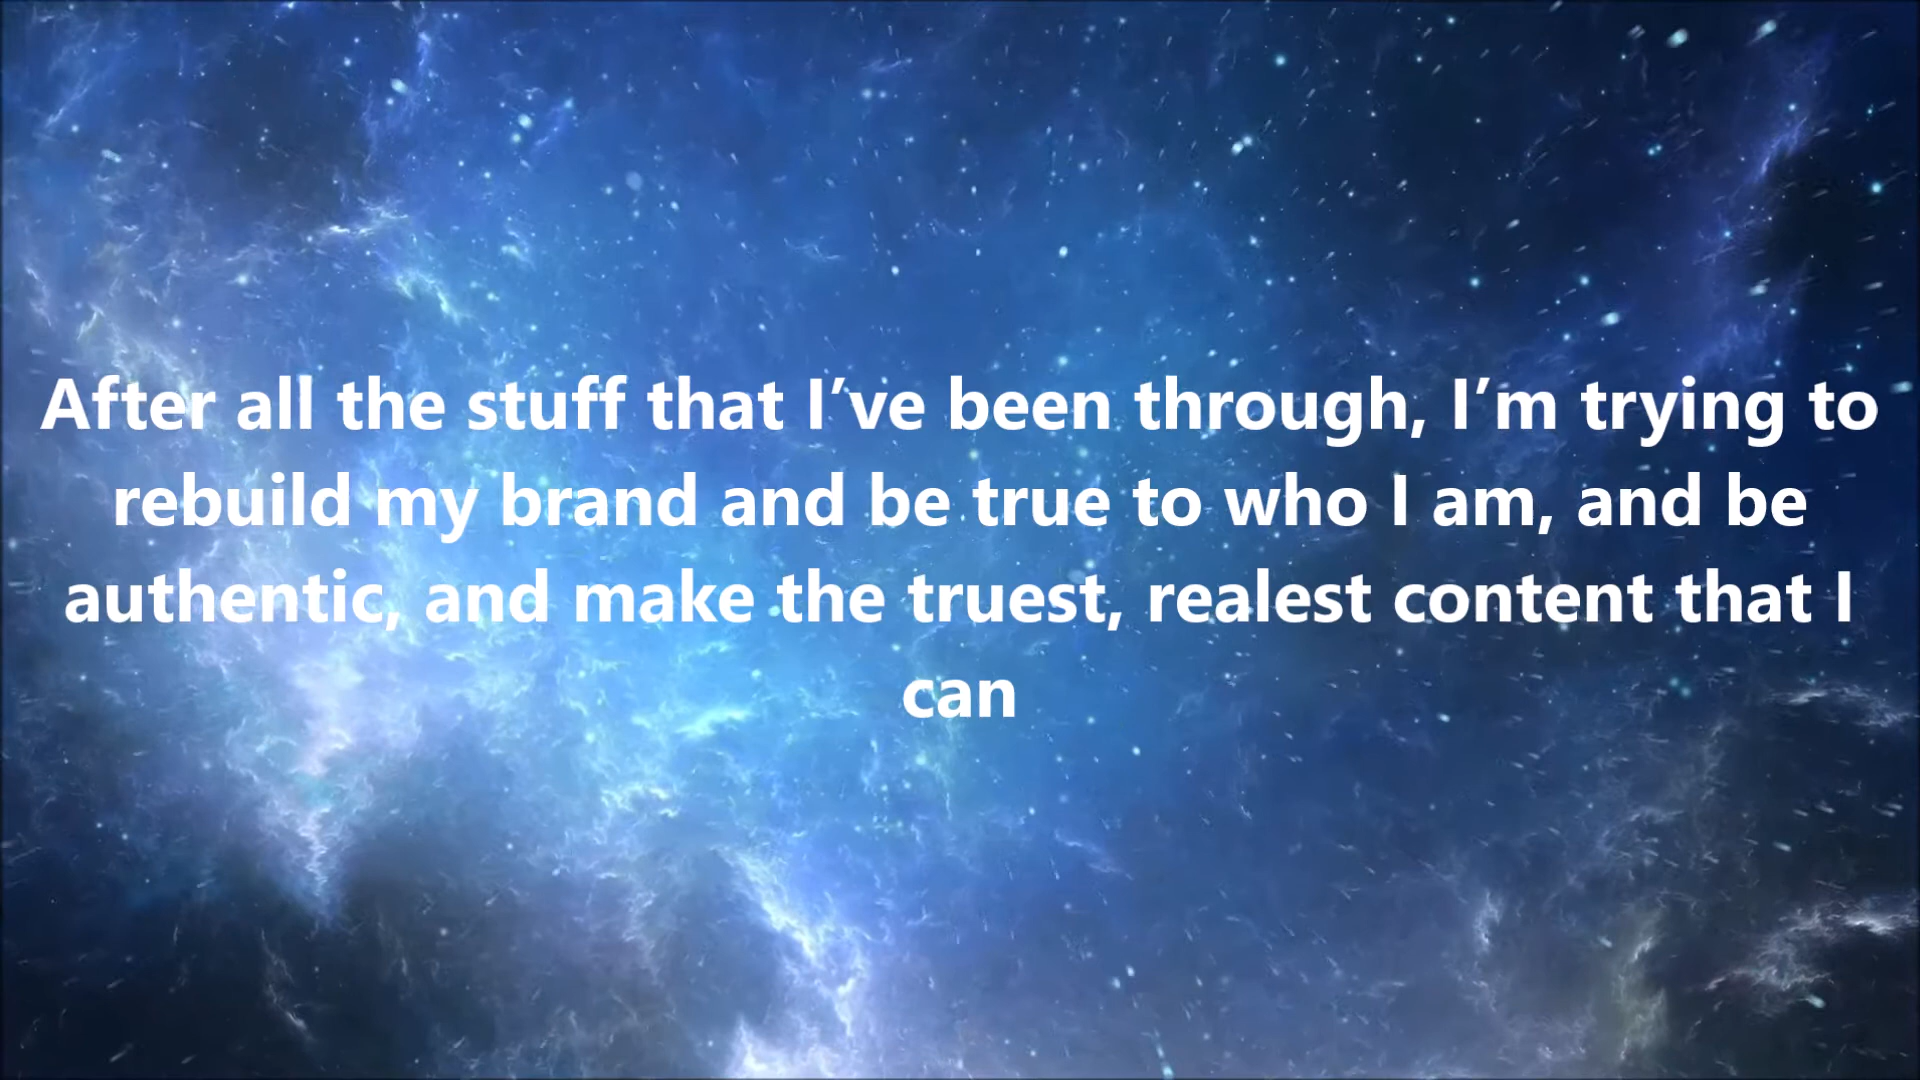 After all the stuff that I’ve been through, I’m trying to
rebuild my brand and be true to who I am, and be
authentic, and make the truest, realest content that I
can